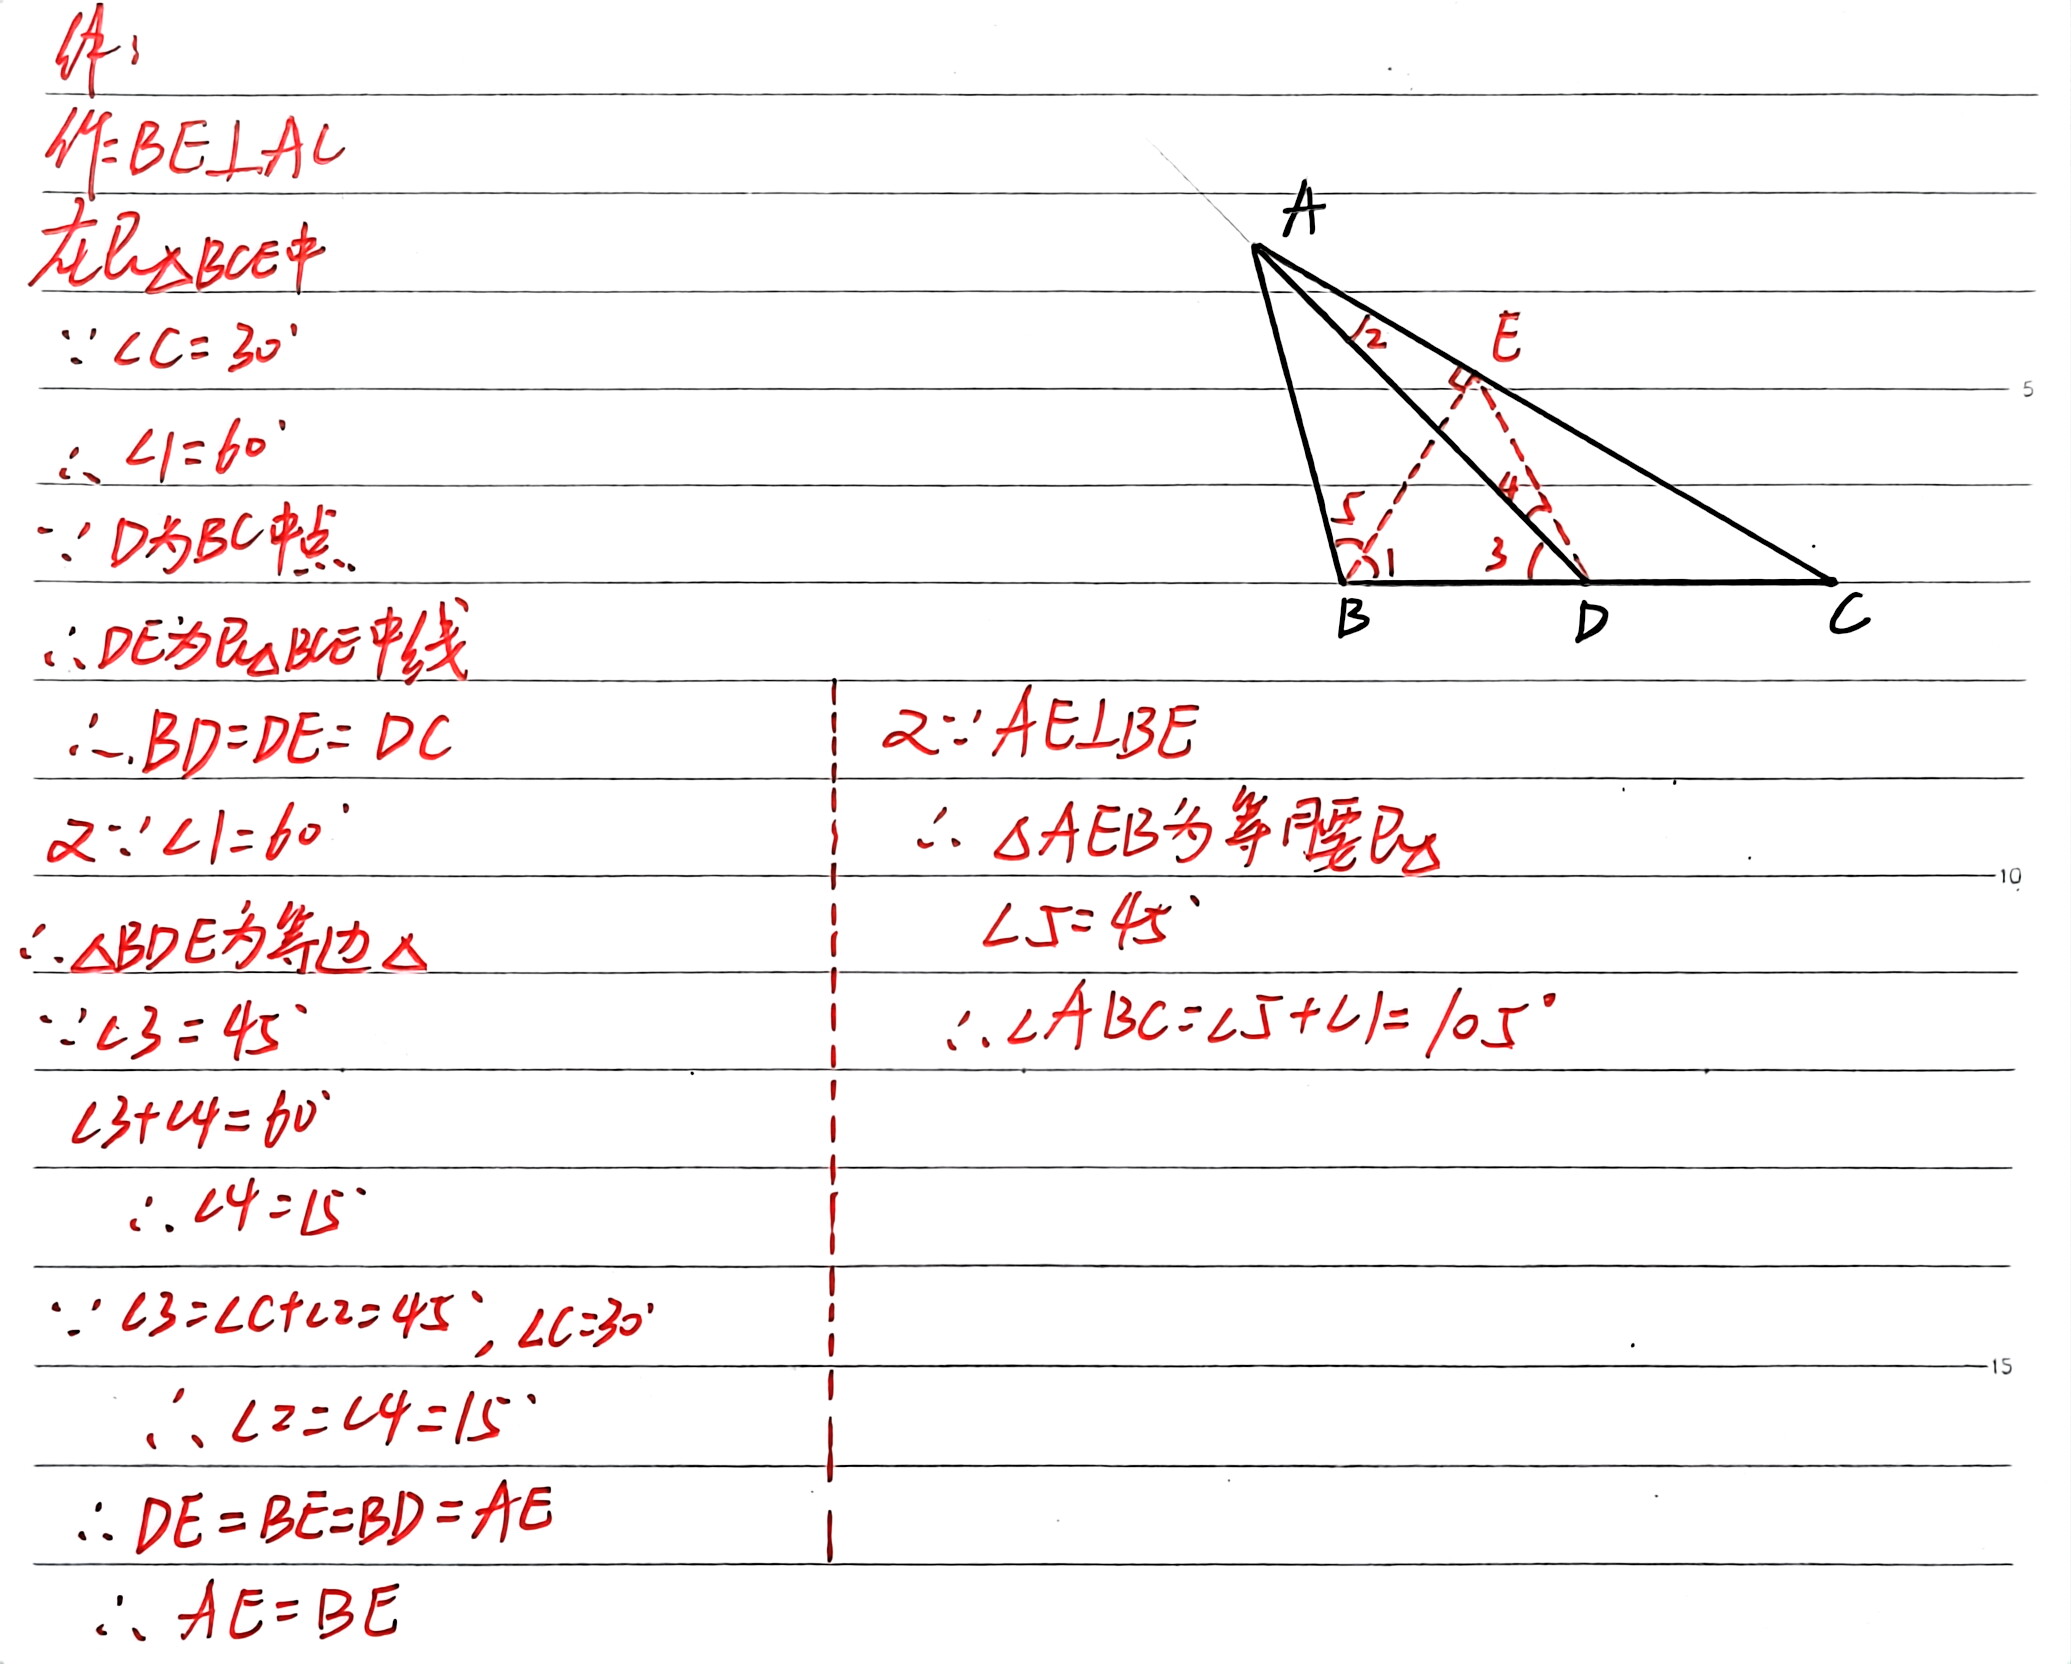 解:
作BE⊥AC
在Rt△BCE中
∵∠C=30°
∴∠1=60°
∵D为BC中点
∴DE为Rt△BCE中线
∴BD=DE=DC
又∵∠1=60°
∴△BDE为等边△
∵∠3=45°
∠3+∠4=60°
∴∠4=15°
∵∠3=∠C+∠2=45°,∠C=30°
∴∠2=∠4=15°
∴DE=BE=BD=AE
∴AE=BE
又∵AE⊥BE
∴△AEB为等腰Rt△
∠5=45°
∴∠ABC=∠5+∠1=105°
A
2
E
4
5
1
3
B
D
C
5
10
15